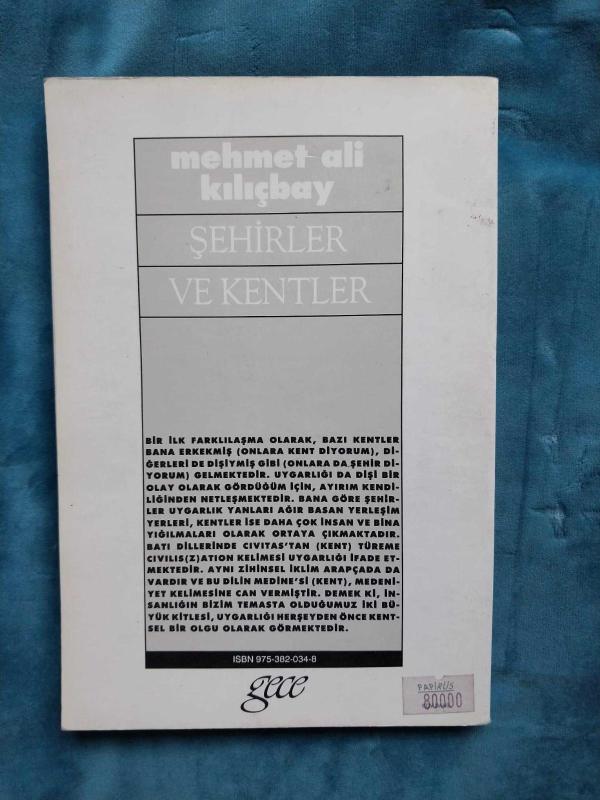 mehmet ali
kılıçbay
ŞEHİRLER
VE KENTLER
BİR İLK FARKLILAŞMA OLARAK, BAZI KENTLER
BANA ERKEKMİŞ (ONLARA KENT DİYORUM), Dİ-
ĞERLERİ DE DİŞİYMİŞ GİBİ (ONLARA DA ŞEHİR Dİ-
YORUM) GELMEKTEDİR. UYGARLIĞI DA DİŞİ BİR
OLAY OLARAK GÖRDÜĞÜM İÇİN, AYIRIM KENDİ-
LİĞİNDEN NETLEŞMEKTEDİR. BANA GÖRE ŞEHİR-
LER UYGARLIK YANLARI AĞIR BASAN YERLEŞİM
YERLERİ, KENTLER İSE DAHA ÇOK İNSAN VE BİNA
YIĞILMALARI OLARAK ORTAYA ÇIKMAKTADIR.
BATI DİLLERİNDE CIVITAS'TAN (KENT) TÜREME
CIVILIS(Z)ATION KELİMESİ UYGARLIĞI İFADE ET-
MEKTEDİR. AYNI ZİHİNSEL İKLİM ARAPÇADA DA
VARDIR VE BU DİLİN MEDİNE'Sİ (KENT), MEDENİ-
YET KELİMESİNE CAN VERMİŞTİR. DEMEK Kİ, İN-
SANLIĞIN BİZİM TEMASTA OLDUĞUMUZ İKİ BÜ-
YÜK KİTLESİ, UYGARLIĞI HERŞEYDEN ÖNCE KENT-
SEL BİR OLGU OLARAK GÖRMEKTEDİR.
ISBN 975-382-034-8
gece
PAPİRÜS
80000